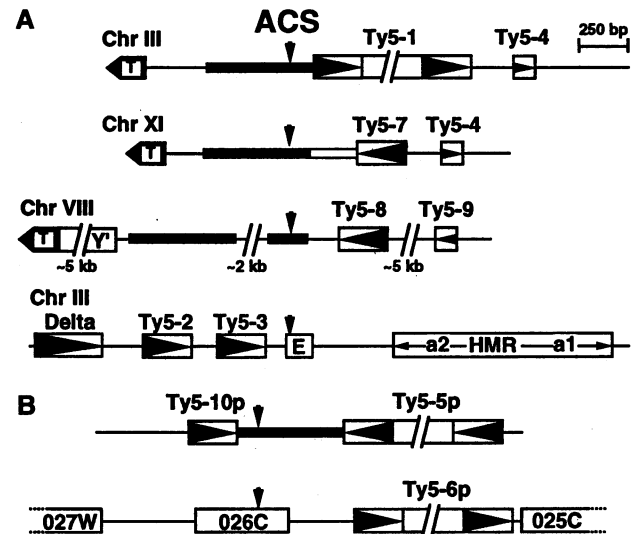 A
ACS
Chr III
Ty5-1
Ty5-4
250 bp
T
Chr XI
Ty5-7
Ty5-4
T
Chr VIII
Ty5-8
Ty5-9
T
Y'
~5 kb
~2 kb
~5 kb
Chr III
Delta
Ty5-2
Ty5-3
E
a2
HMR
a1
B
Ty5-10p
Ty5-5p
Ty5-6p
027W
026C
025C